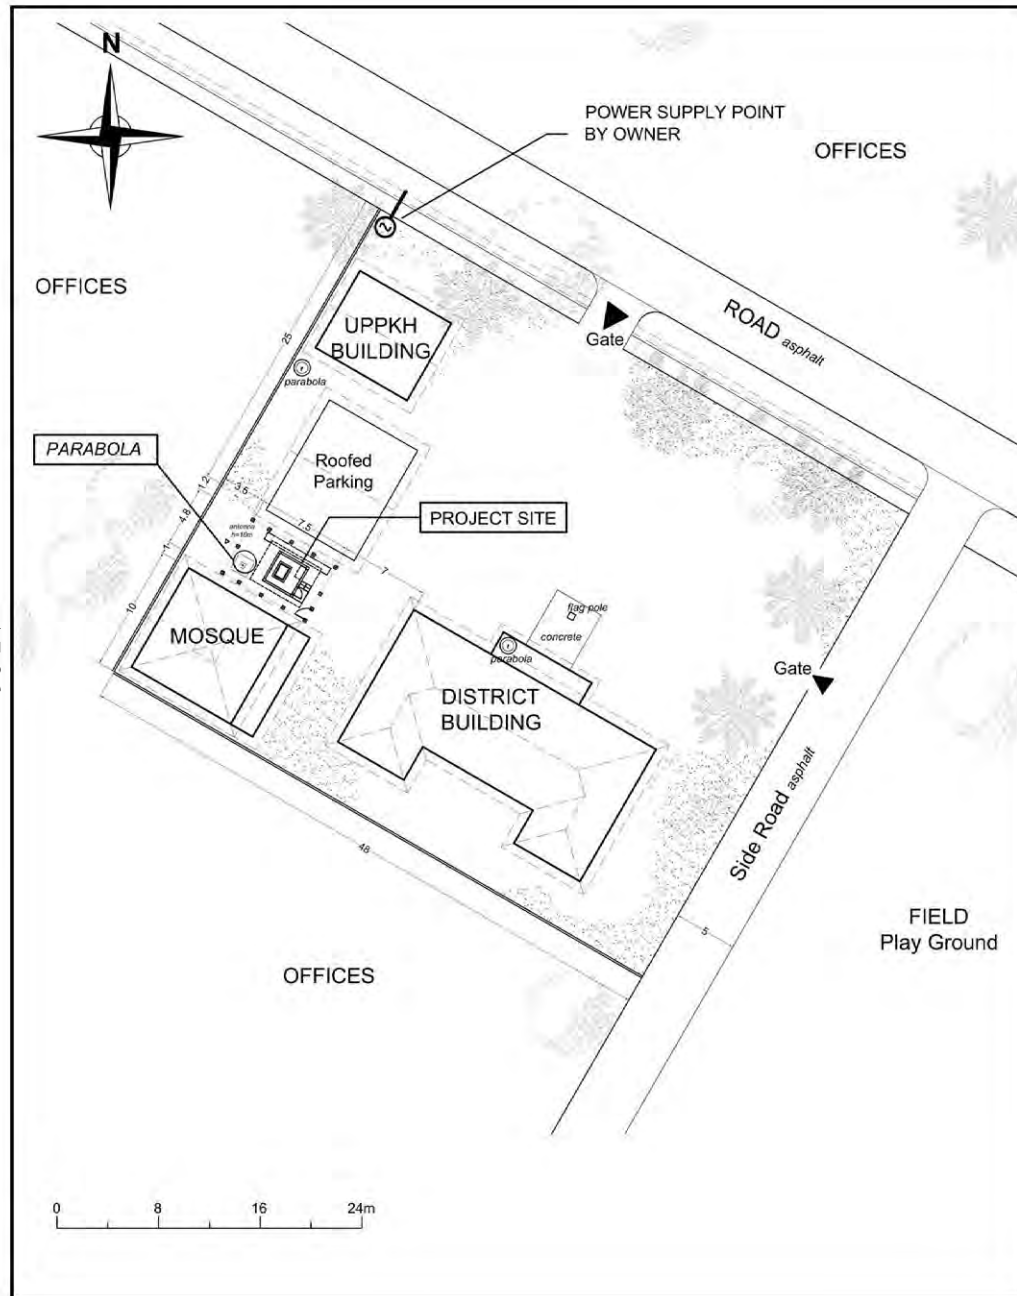 N
POWER SUPPLY POINT
BY OWNER
OFFICES
OFFICES
ROAD asphalt
Gate
UPPKH
BUILDING
25
parabola
PARABOLA
Roofed
Parking
1.2
3.5
4.8
7.5
antenna
PROJECT SITE
1
7
10
MOSQUE
flag pole
concrete
parabola
Gate
DISTRICT
BUILDING
Side Road asphalt
48
5
FIELD
Play Ground
OFFICES
0 8 16 24m